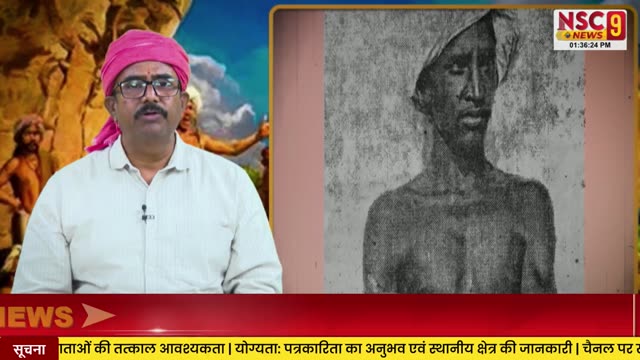 NSC 9
NEWS
01:36:24 PM
NEWS
सूचना
ाताओं की तत्काल आवश्यकता | योग्यता: पत्रकारिता का अनुभव एवं स्थानीय क्षेत्र की जानकारी | चैनल पर